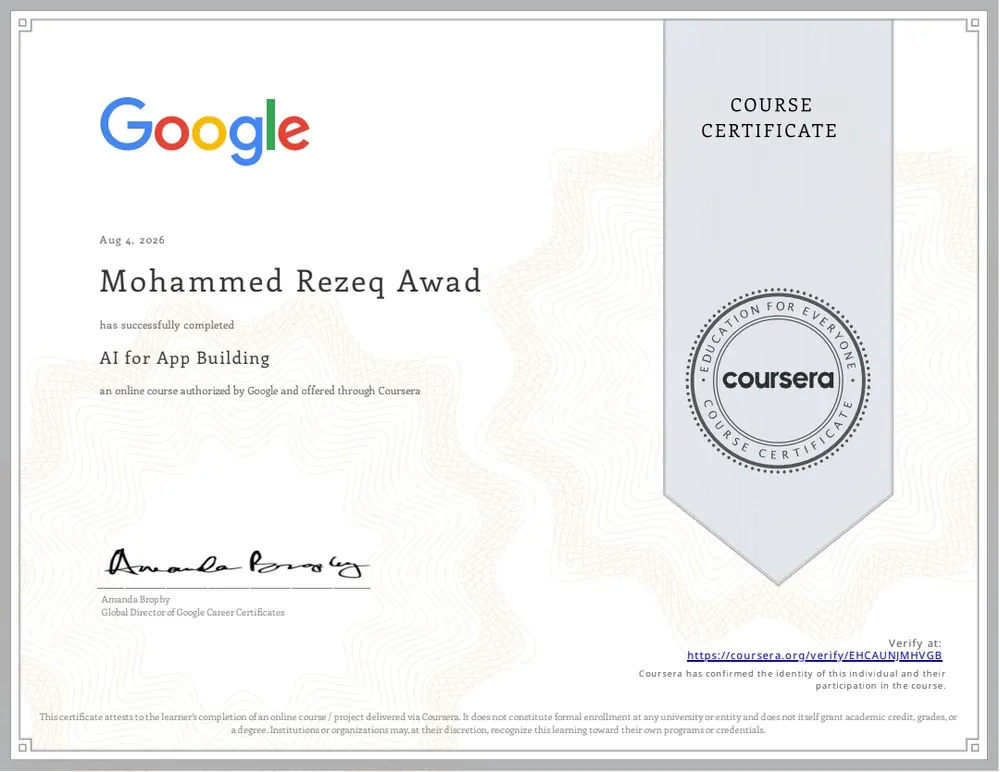 Google
COURSE
CERTIFICATE
Aug 4, 2026
Mohammed Rezeq Awad
has successfully completed
AI for App Building
an online course authorized by Google and offered through Coursera
EDUCATION FOR EVERYONE
coursera
COURSE CERTIFICATE
Amanda Brophy
Amanda Brophy
Global Director of Google Career Certificates
Verify at:
https://coursera.org/verify/EHCAUNJMHVGB
Coursera has confirmed the identity of this individual and their
participation in the course.
This certificate attests to the learner's completion of an online course / project delivered via Coursera. It does not constitute formal enrollment at any university or entity and does not itself grant academic credit, grades, or
a degree. Institutions or organizations may, at their discretion, recognize this learning toward their own programs or credentials.